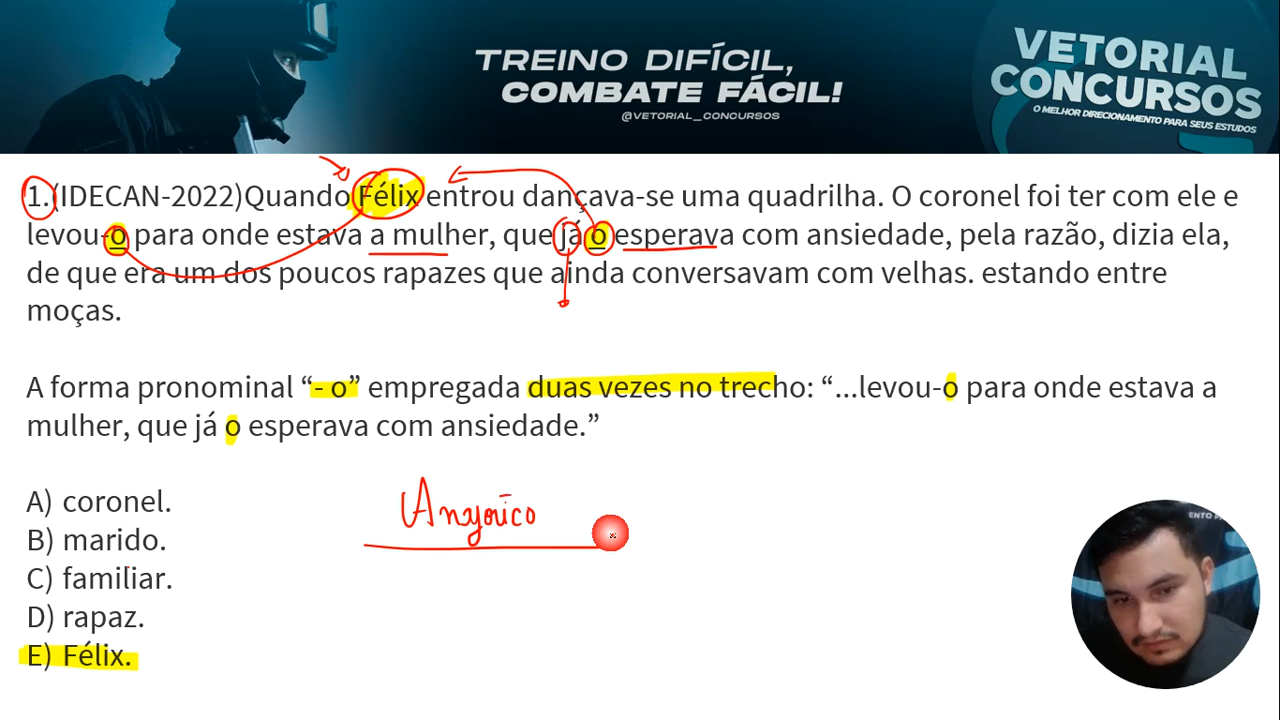 TREINO DIFÍCIL,
COMBATE FÁCIL!
@VETORIAL_CONCURSOS
VETORIAL
CONCURSOS
O MELHOR DIRECIONAMENTO PARA SEUS ESTUDOS
1.(IDECAN-2022)Quando Félix entrou dançava-se uma quadrilha. O coronel foi ter com ele e
levou-o para onde estava a mulher, que já o esperava com ansiedade, pela razão, dizia ela,
de que era um dos poucos rapazes que ainda conversavam com velhas. estando entre
moças.
A forma pronominal “- o” empregada duas vezes no trecho: “...levou-o para onde estava a
mulher, que já o esperava com ansiedade.”
A) coronel.
B) marido.
C) familiar.
D) rapaz.
E) Félix.